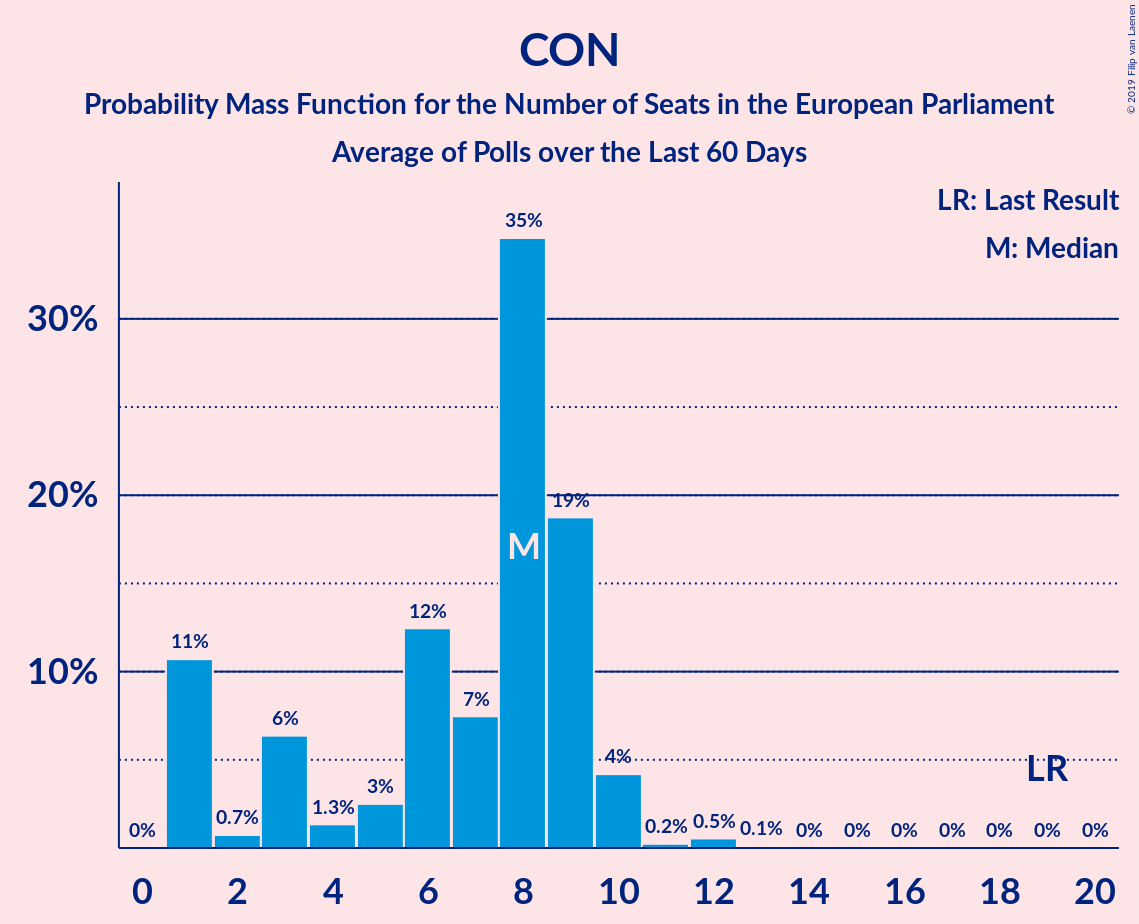 CON
Probability Mass Function for the Number of Seats in the European Parliament
Average of Polls over the Last 60 Days
© 2019 Filip van Laenen
LR: Last Result
M: Median
30%
20%
10%
0%
11%
0.7%
6%
1.3%
3%
12%
7%
35%
M
19%
4%
0.2%
0.5%
0.1%
0%
0%
0%
0%
0%
0%
0%
LR
0 2 4 6 8 10 12 14 16 18 20